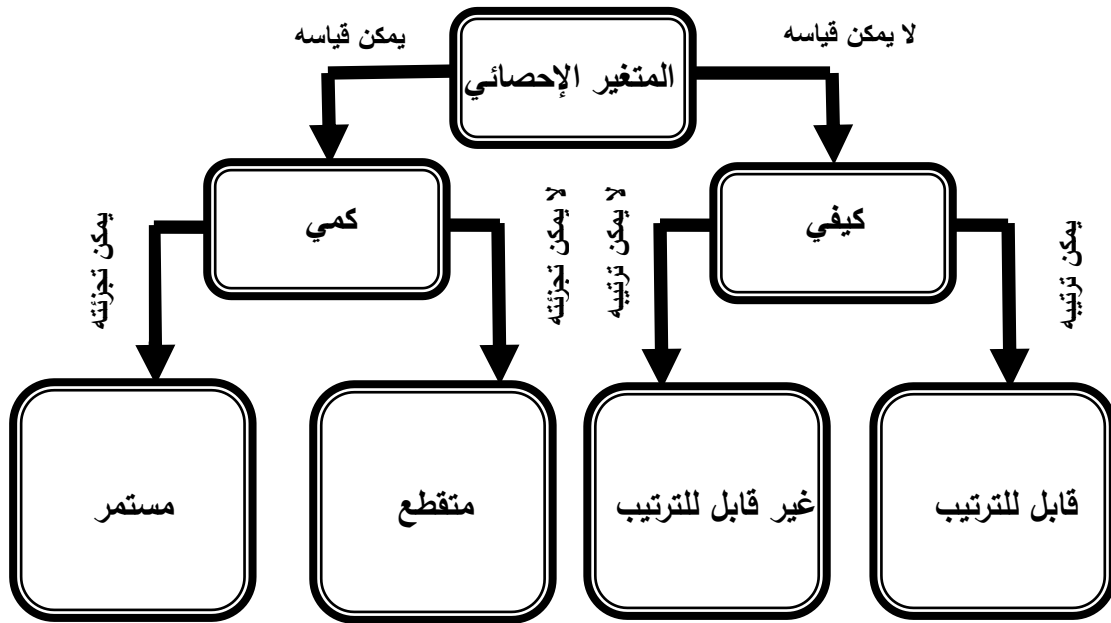 لا يمكن قياسه
يمكن قياسه
المتغير الإحصائي
كيفي
كمي
يمكن ترتيبه
لا يمكن ترتيبه
لا يمكن تجزئته
يمكن تجزئته
قابل للترتيب
غير قابل للترتيب
متقطع
مستمر